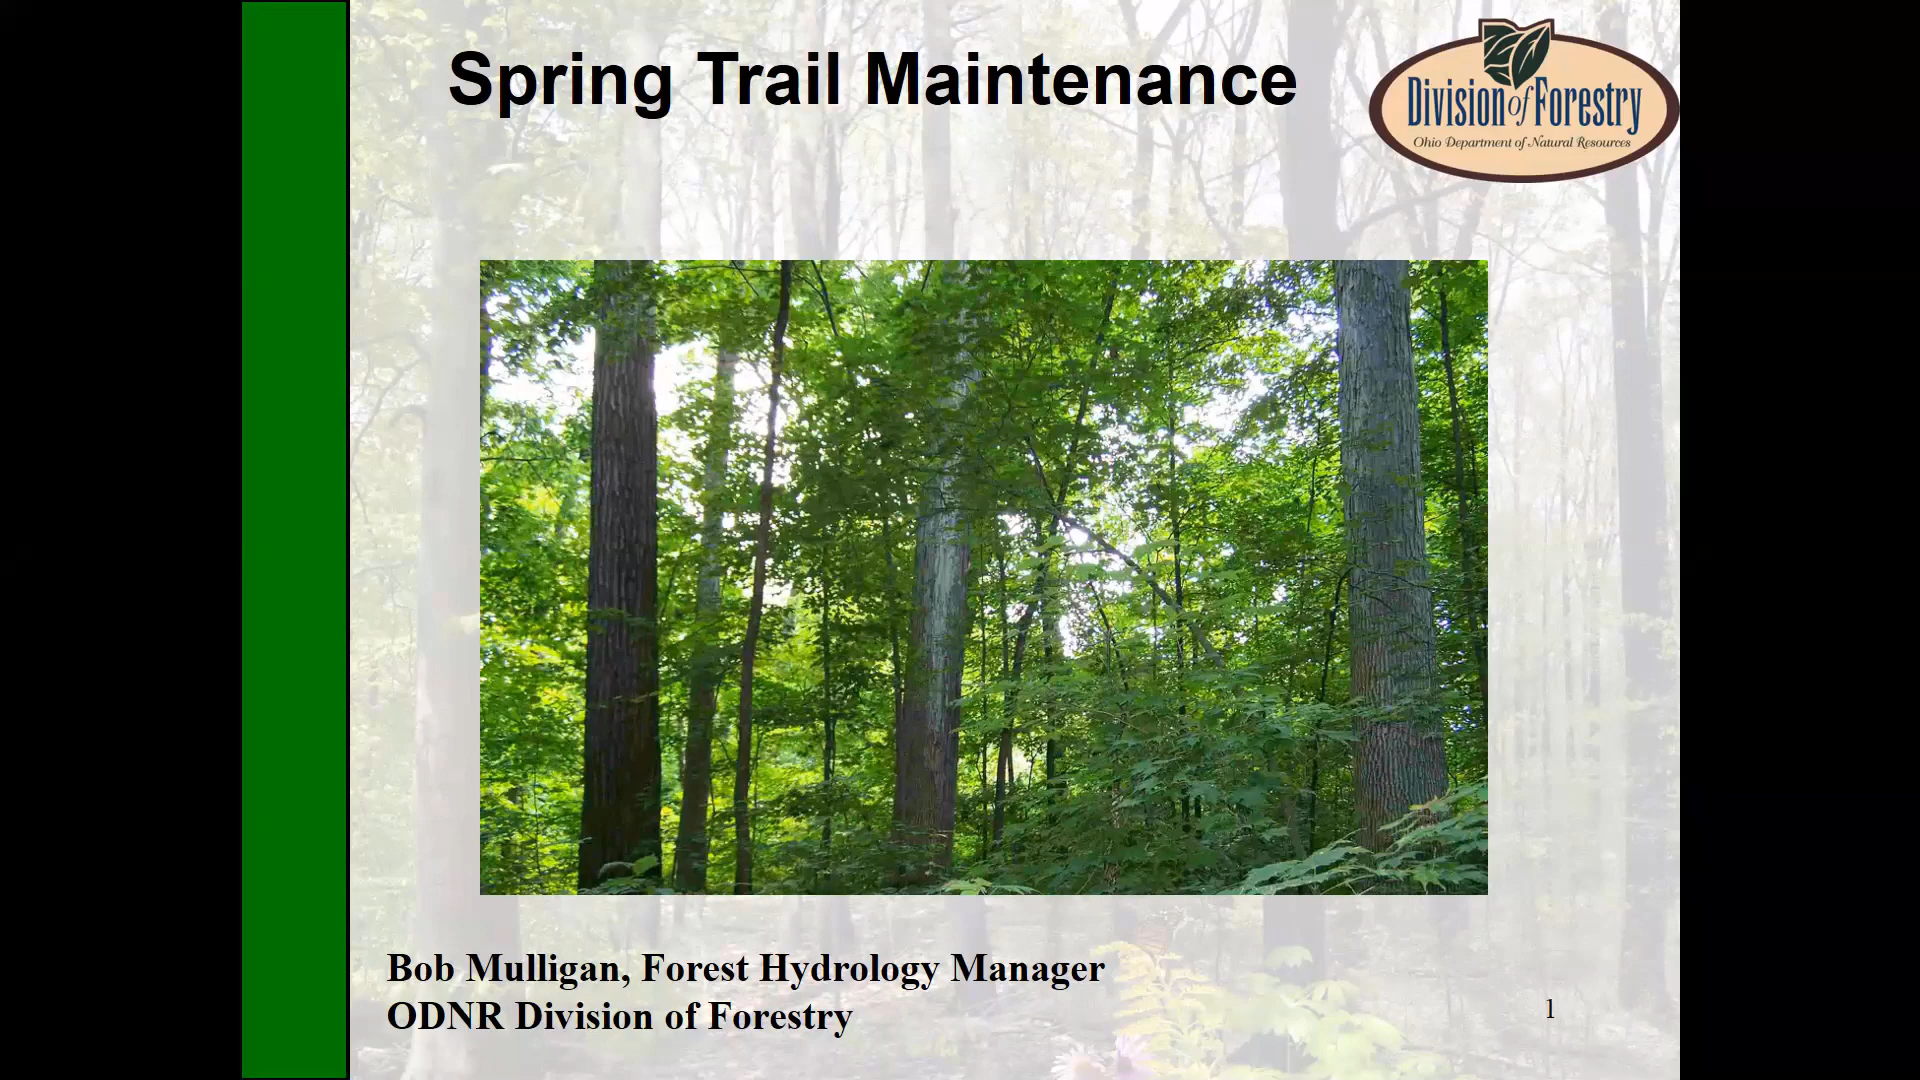 Spring Trail Maintenance
Division of Forestry
Ohio Department of Natural Resources
Bob Mulligan, Forest Hydrology Manager
ODNR Division of Forestry
1